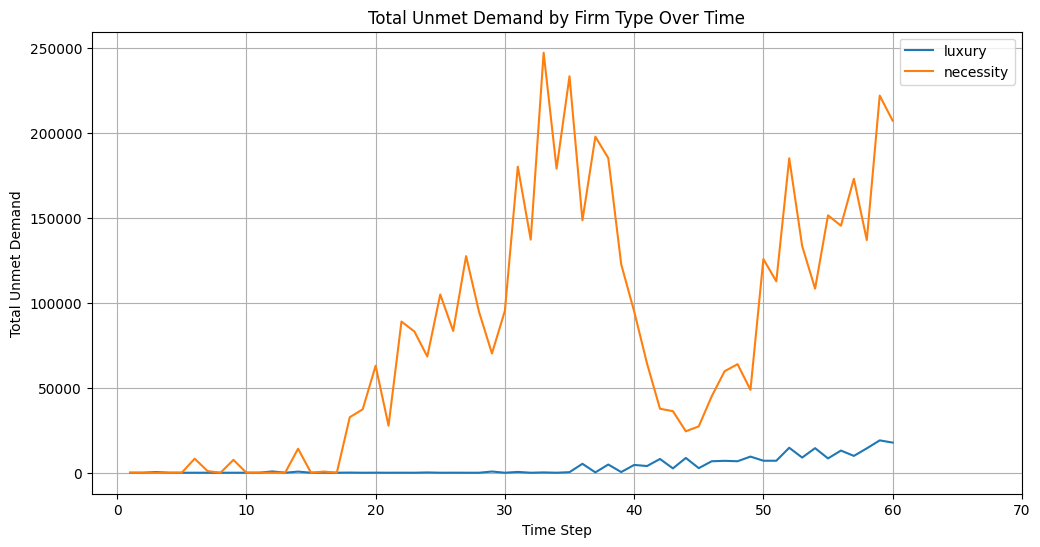 Total Unmet Demand by Firm Type Over Time
luxury
necessity
Total Unmet Demand
250000
200000
150000
100000
50000
0
0 10 20 30 40 50 60 70
Time Step